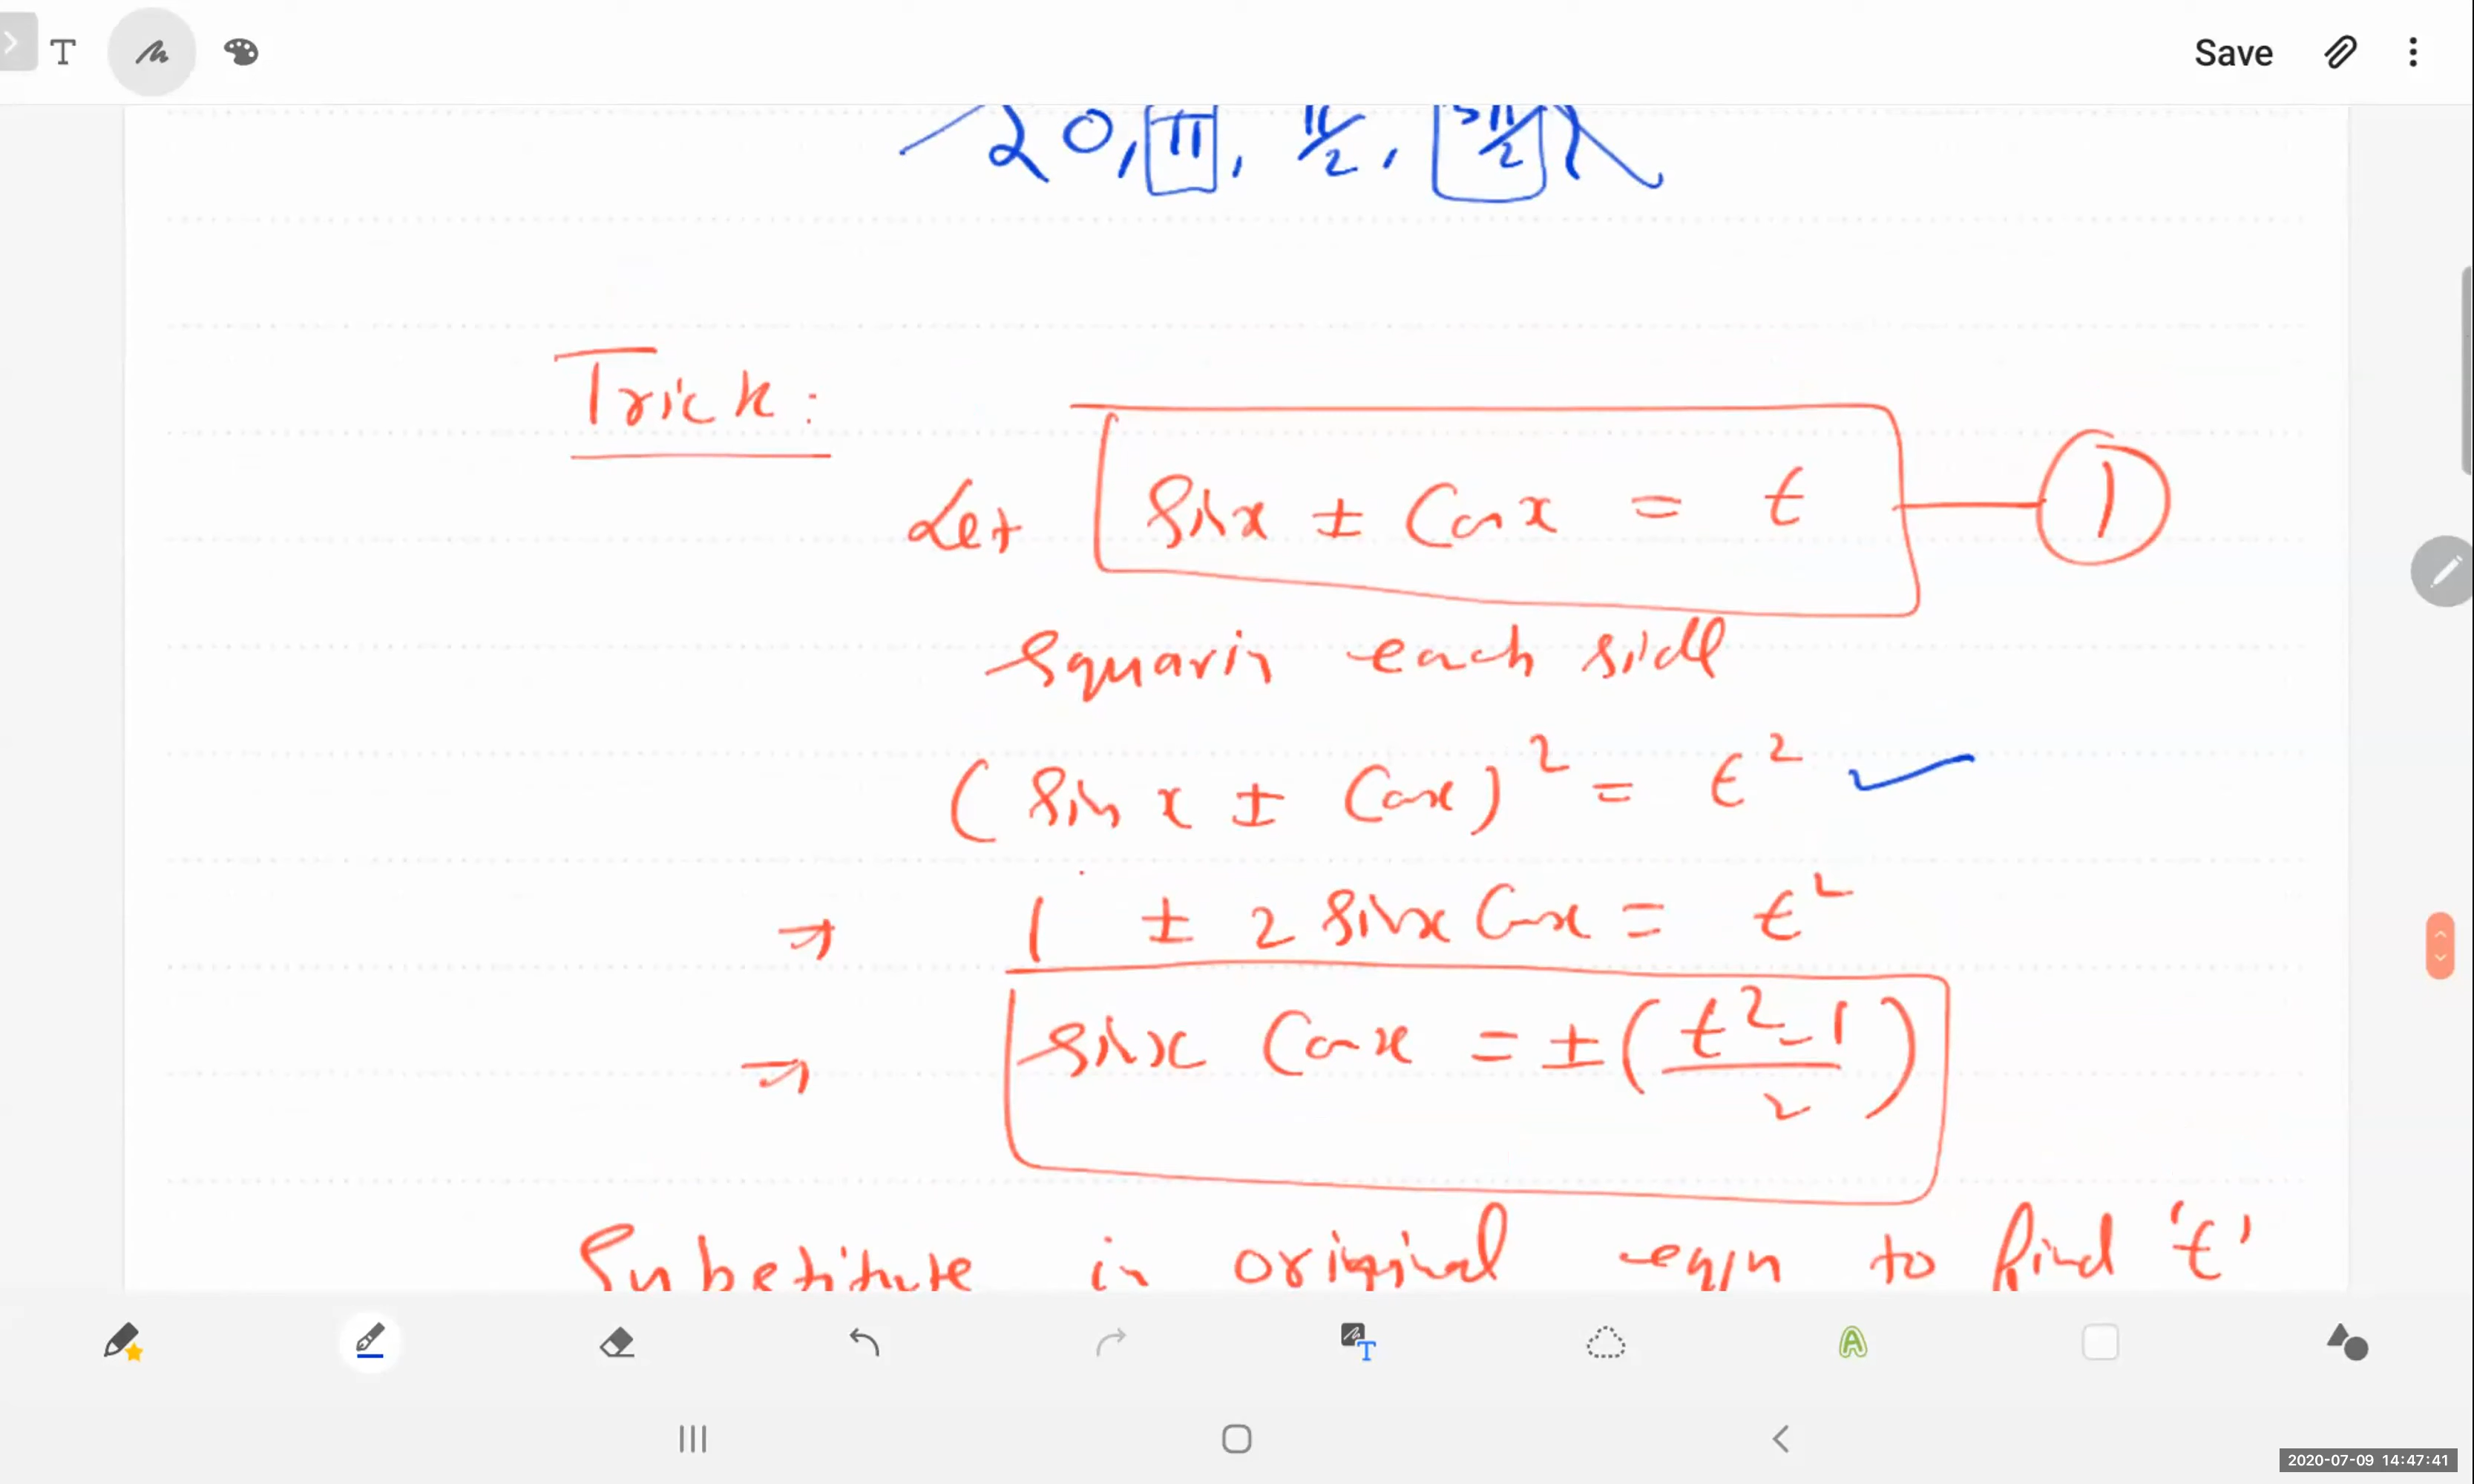 T Save
0, π, π/2, 3π/2
Trick:
Let sinx ± Cosx = t — 1
Squarin each side
(Sin x ± Cosx)² = t² ✓
→ 1 ± 2 sinx Cosx = t²
→ sinx Cosx = ±(t²-1/2)
Substitute in original eq/n to find 't'
T A
2020-07-09 14:47:41